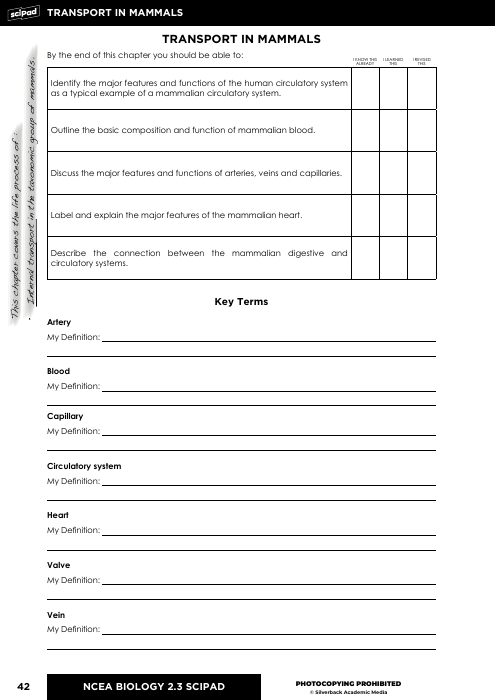 scipad
TRANSPORT IN MAMMALS
TRANSPORT IN MAMMALS
By the end of this chapter you should be able to:
I KNOW THIS ALREADY
I LEARNED THIS
I REVISED THIS
Identify the major features and functions of the human circulatory system
as a typical example of a mammalian circulatory system.
Outline the basic composition and function of mammalian blood.
Discuss the major features and functions of arteries, veins and capillaries.
Label and explain the major features of the mammalian heart.
Describe the connection between the mammalian digestive and
circulatory systems.
This chapter covers the life process of :
· Internal transport in the taxonomic group of mammals.
Key Terms
Artery
My Definition:
Blood
My Definition:
Capillary
My Definition:
Circulatory system
My Definition:
Heart
My Definition:
Valve
My Definition:
Vein
My Definition:
42
NCEA BIOLOGY 2.3 SCIPAD
PHOTOCOPYING PROHIBITED
© Silverback Academic Media